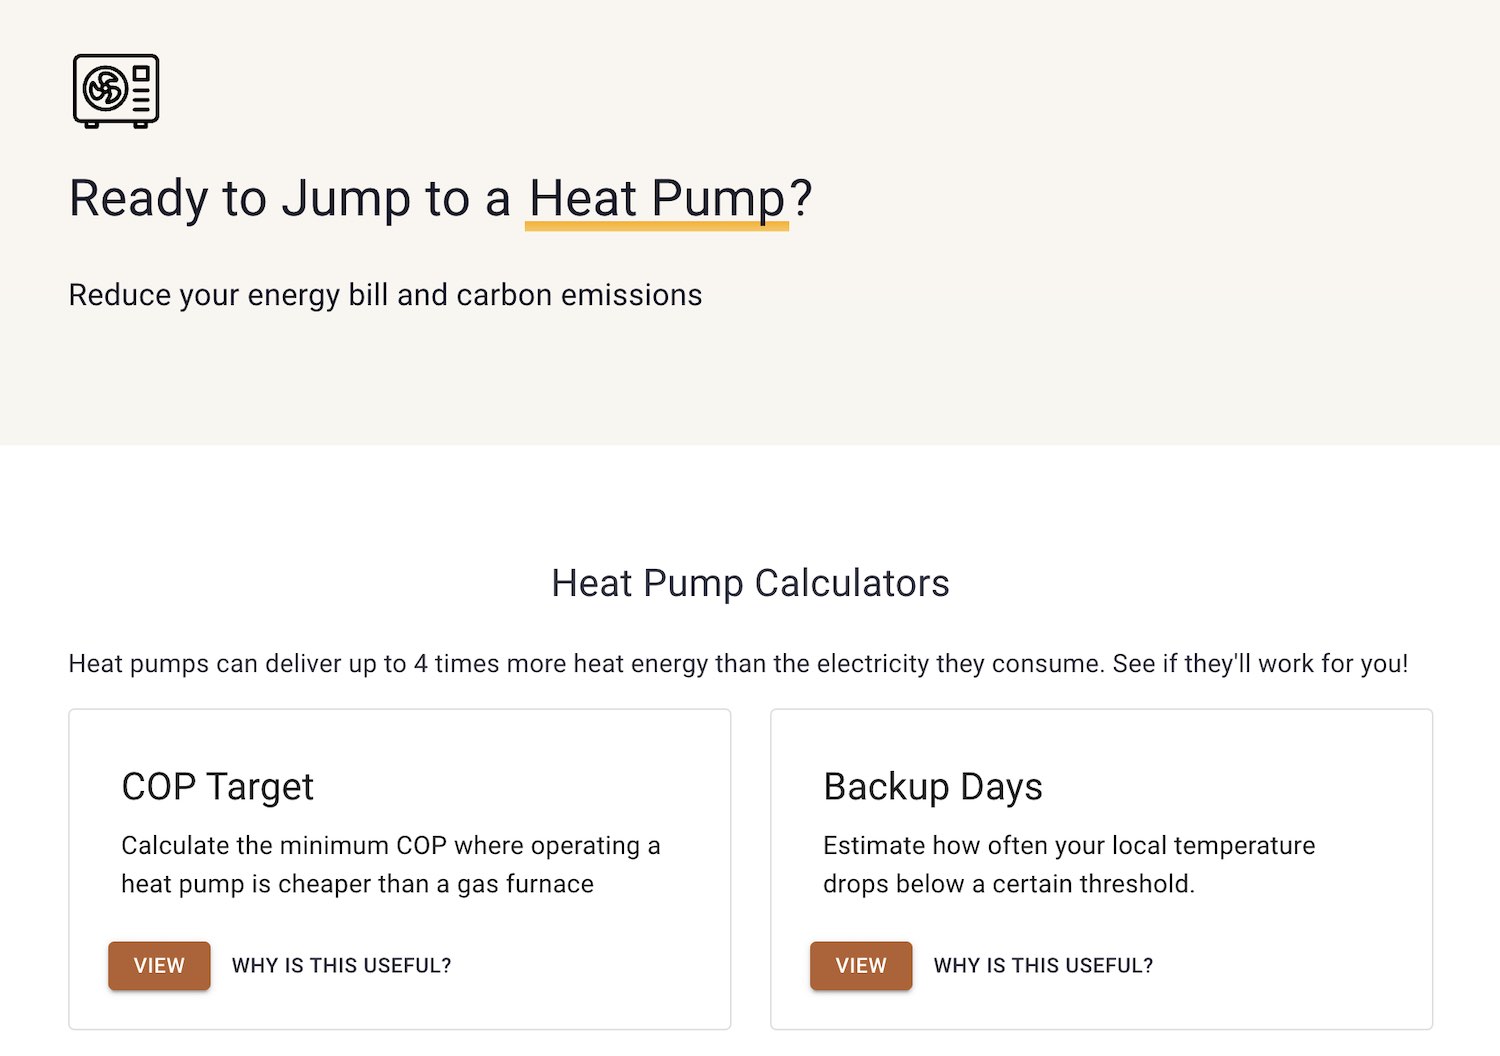 Ready to Jump to a Heat Pump?
Reduce your energy bill and carbon emissions
Heat Pump Calculators
Heat pumps can deliver up to 4 times more heat energy than the electricity they consume. See if they'll work for you!
COP Target
Calculate the minimum COP where operating a
heat pump is cheaper than a gas furnace
VIEW WHY IS THIS USEFUL?
Backup Days
Estimate how often your local temperature
drops below a certain threshold.
VIEW WHY IS THIS USEFUL?